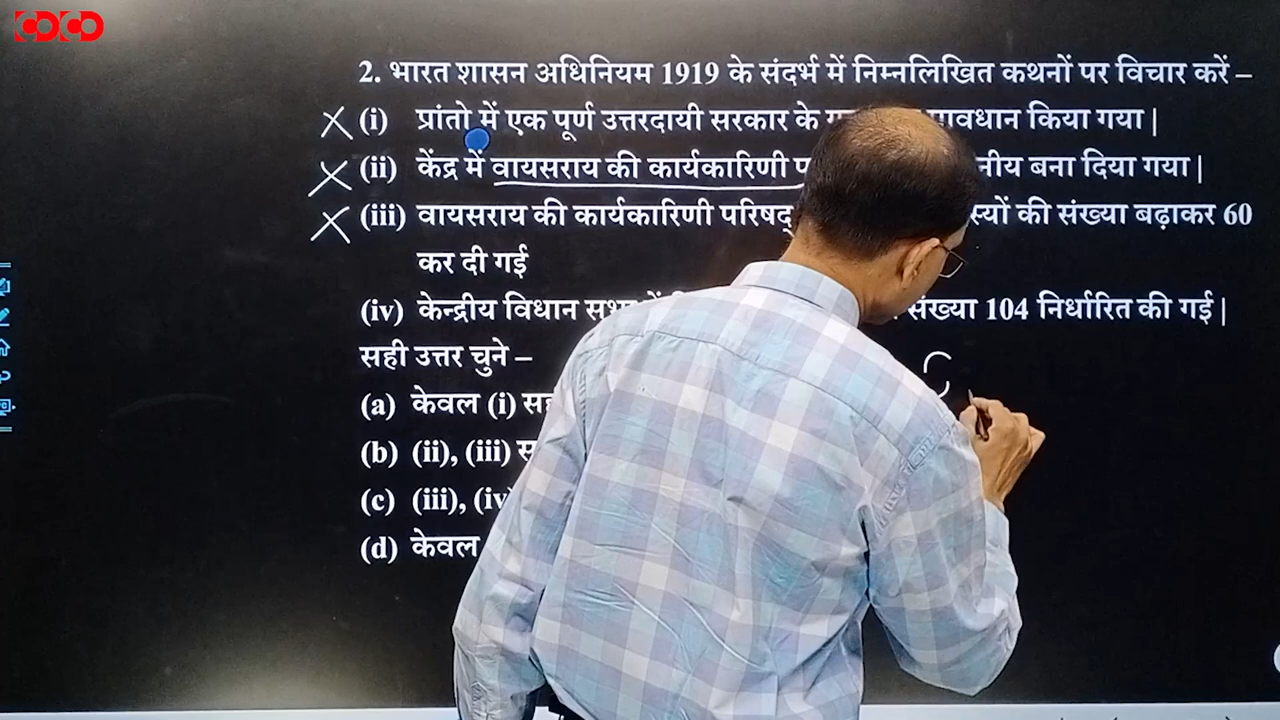 COCO
2. भारत शासन अधिनियम 1919 के संदर्भ में निम्नलिखित कथनों पर विचार करें –
(i) प्रांतो में एक पूर्ण उत्तरदायी सरकार के किया गया |
(ii) केंद्र में वायसराय की कार्यकारिणी बना दिया गया |
(iii) वायसराय की कार्यकारिणी परिषद् की संख्या बढ़ाकर 60
कर दी गई
(iv) केन्द्रीय विधान संख्या 104 निर्धारित की गई |
सही उत्तर चुने –
(a) केवल (i)
(b) (ii), (iii)
(c) (iii),
(d) केवल